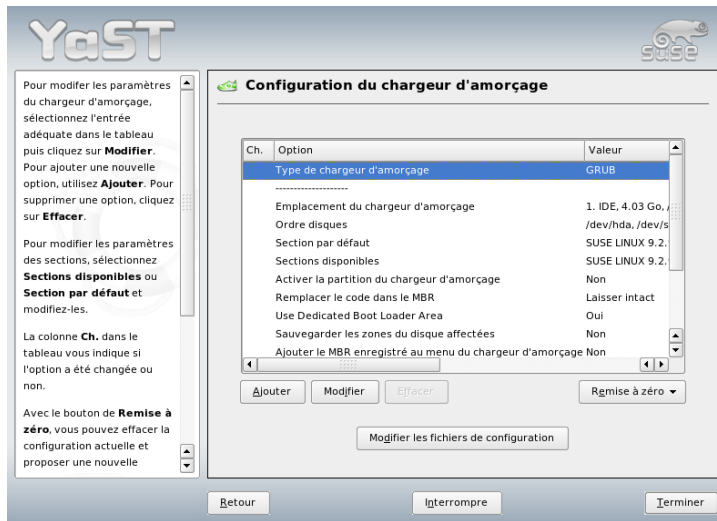 YaST
SUSE
Pour modifer les paramètres
du chargeur d'amorçage,
sélectionnez l'entrée
adéquate dans le tableau
puis cliquez sur Modifier.
Pour ajouter une nouvelle
option, utilisez Ajouter. Pour
supprimer une option, cliquez
sur Effacer.
Pour modifier les paramètres
des sections, sélectionnez
Sections disponibles ou
Section par défaut et
modifiez-les.
La colonne Ch. dans le
tableau vous indique si
l'option a été changée ou
non.
Avec le bouton de Remise à
zéro, vous pouvez effacer la
configuration actuelle et
proposer une nouvelle
Configuration du chargeur d'amorçage
Ch. Option Valeur
Type de chargeur d'amorçage GRUB
--------------------
Emplacement du chargeur d'amorçage 1. IDE, 4.03 Go, /
Ordre disques /dev/hda, /dev/s
Section par défaut SUSE LINUX 9.2.
Sections disponibles SUSE LINUX 9.2.
Activer la partition du chargeur d'amorçage Non
Remplacer le code dans le MBR Laisser intact
Use Dedicated Boot Loader Area Oui
Sauvegarder les zones du disque affectées Non
Ajouter le MBR enregistré au menu du chargeur d'amorçage Non
Ajouter Modifier Effacer Remise à zéro
Modifier les fichiers de configuration
Retour Interrompre Terminer